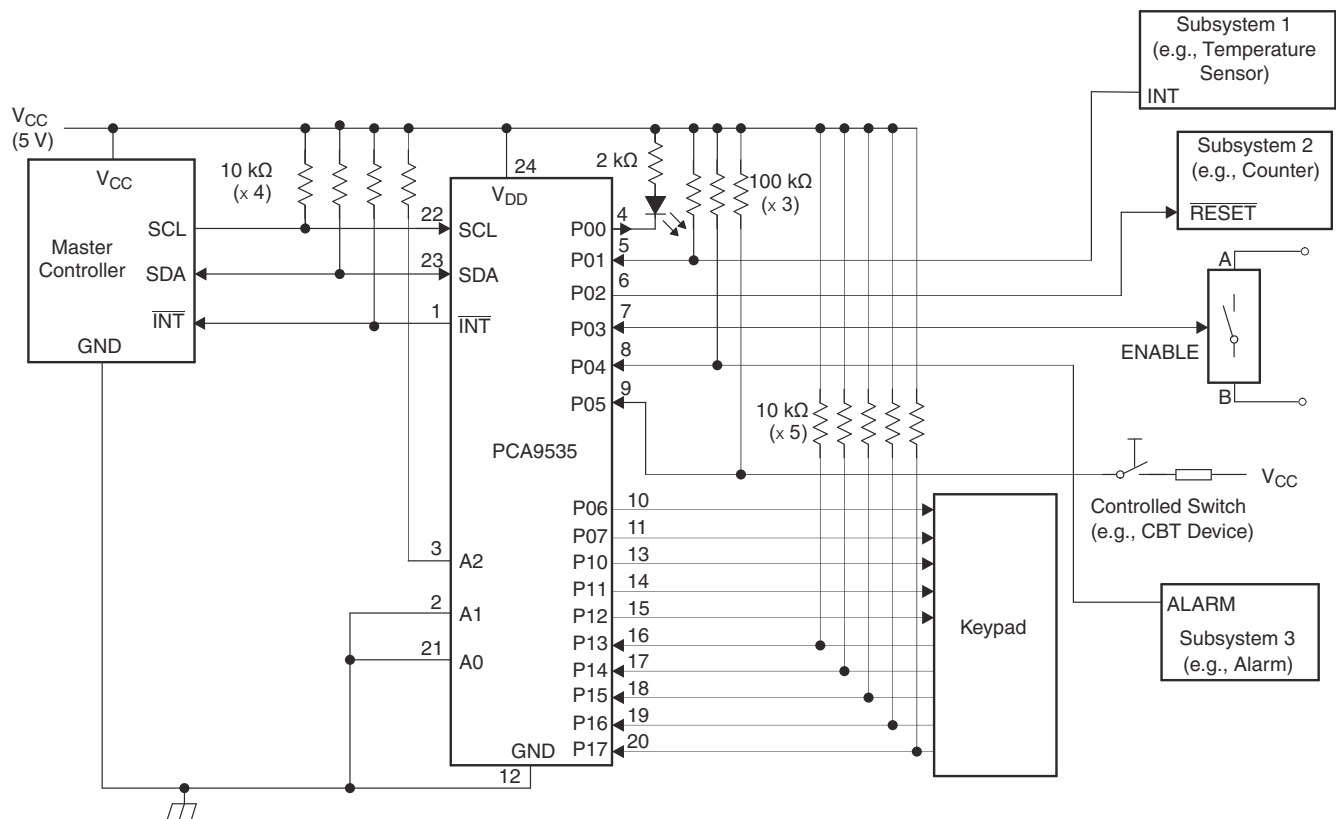 Subsystem 1
(e.g., Temperature
Sensor)
INT
VCC
(5 V)
VCC
SCL
Master
Controller
SDA
INT
GND
10 kΩ
(x 4)
24
VDD
22
SCL
23
SDA
1
INT
PCA9535
3
A2
2
A1
21
A0
GND
12
2 kΩ
100 kΩ
(x 3)
P00
4
P01
5
P02
6
P03
7
P04
8
P05
9
10 kΩ
(x 5)
P06
10
P07
11
P10
13
P11
14
P12
15
P13
16
P14
17
P15
18
P16
19
P17
20
Keypad
Subsystem 2
(e.g., Counter)
RESET
A
ENABLE
B
VCC
Controlled Switch
(e.g., CBT Device)
ALARM
Subsystem 3
(e.g., Alarm)